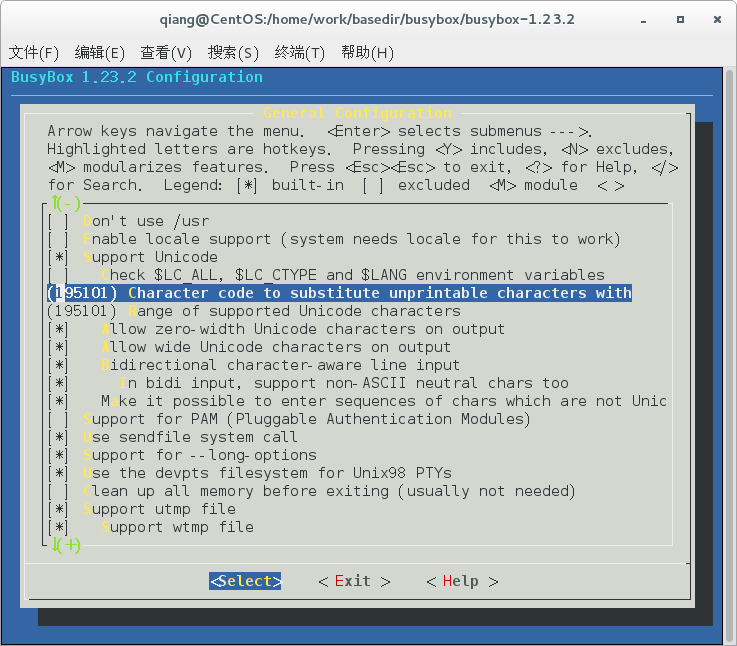 qiang@CentOS:/home/work/basedir/busybox/busybox-1.23.2
文件(F) 编辑(E) 查看(V) 搜索(S) 终端(T) 帮助(H)
BusyBox 1.23.2 Configuration
General Configuration
Arrow keys navigate the menu. <Enter> selects submenus --->.
Highlighted letters are hotkeys. Pressing <Y> includes, <N> excludes,
<M> modularizes features. Press <Esc><Esc> to exit, <?> for Help, </>
for Search. Legend: [*] built-in [ ] excluded <M> module < >
↑(-)
[ ] Don't use /usr
[ ] Enable locale support (system needs locale for this to work)
[*] Support Unicode
[ ] Check $LC_ALL, $LC_CTYPE and $LANG environment variables
(195101) Character code to substitute unprintable characters with
(195101) Range of supported Unicode characters
[*] Allow zero-width Unicode characters on output
[*] Allow wide Unicode characters on output
[*] Bidirectional character-aware line input
[*] In bidi input, support non-ASCII neutral chars too
[*] Make it possible to enter sequences of chars which are not Unic
[ ] Support for PAM (Pluggable Authentication Modules)
[*] Use sendfile system call
[*] Support for --long-options
[*] Use the devpts filesystem for Unix98 PTYs
[ ] Clean up all memory before exiting (usually not needed)
[*] Support utmp file
[*] Support wtmp file
↓(+)
<Select> < Exit > < Help >